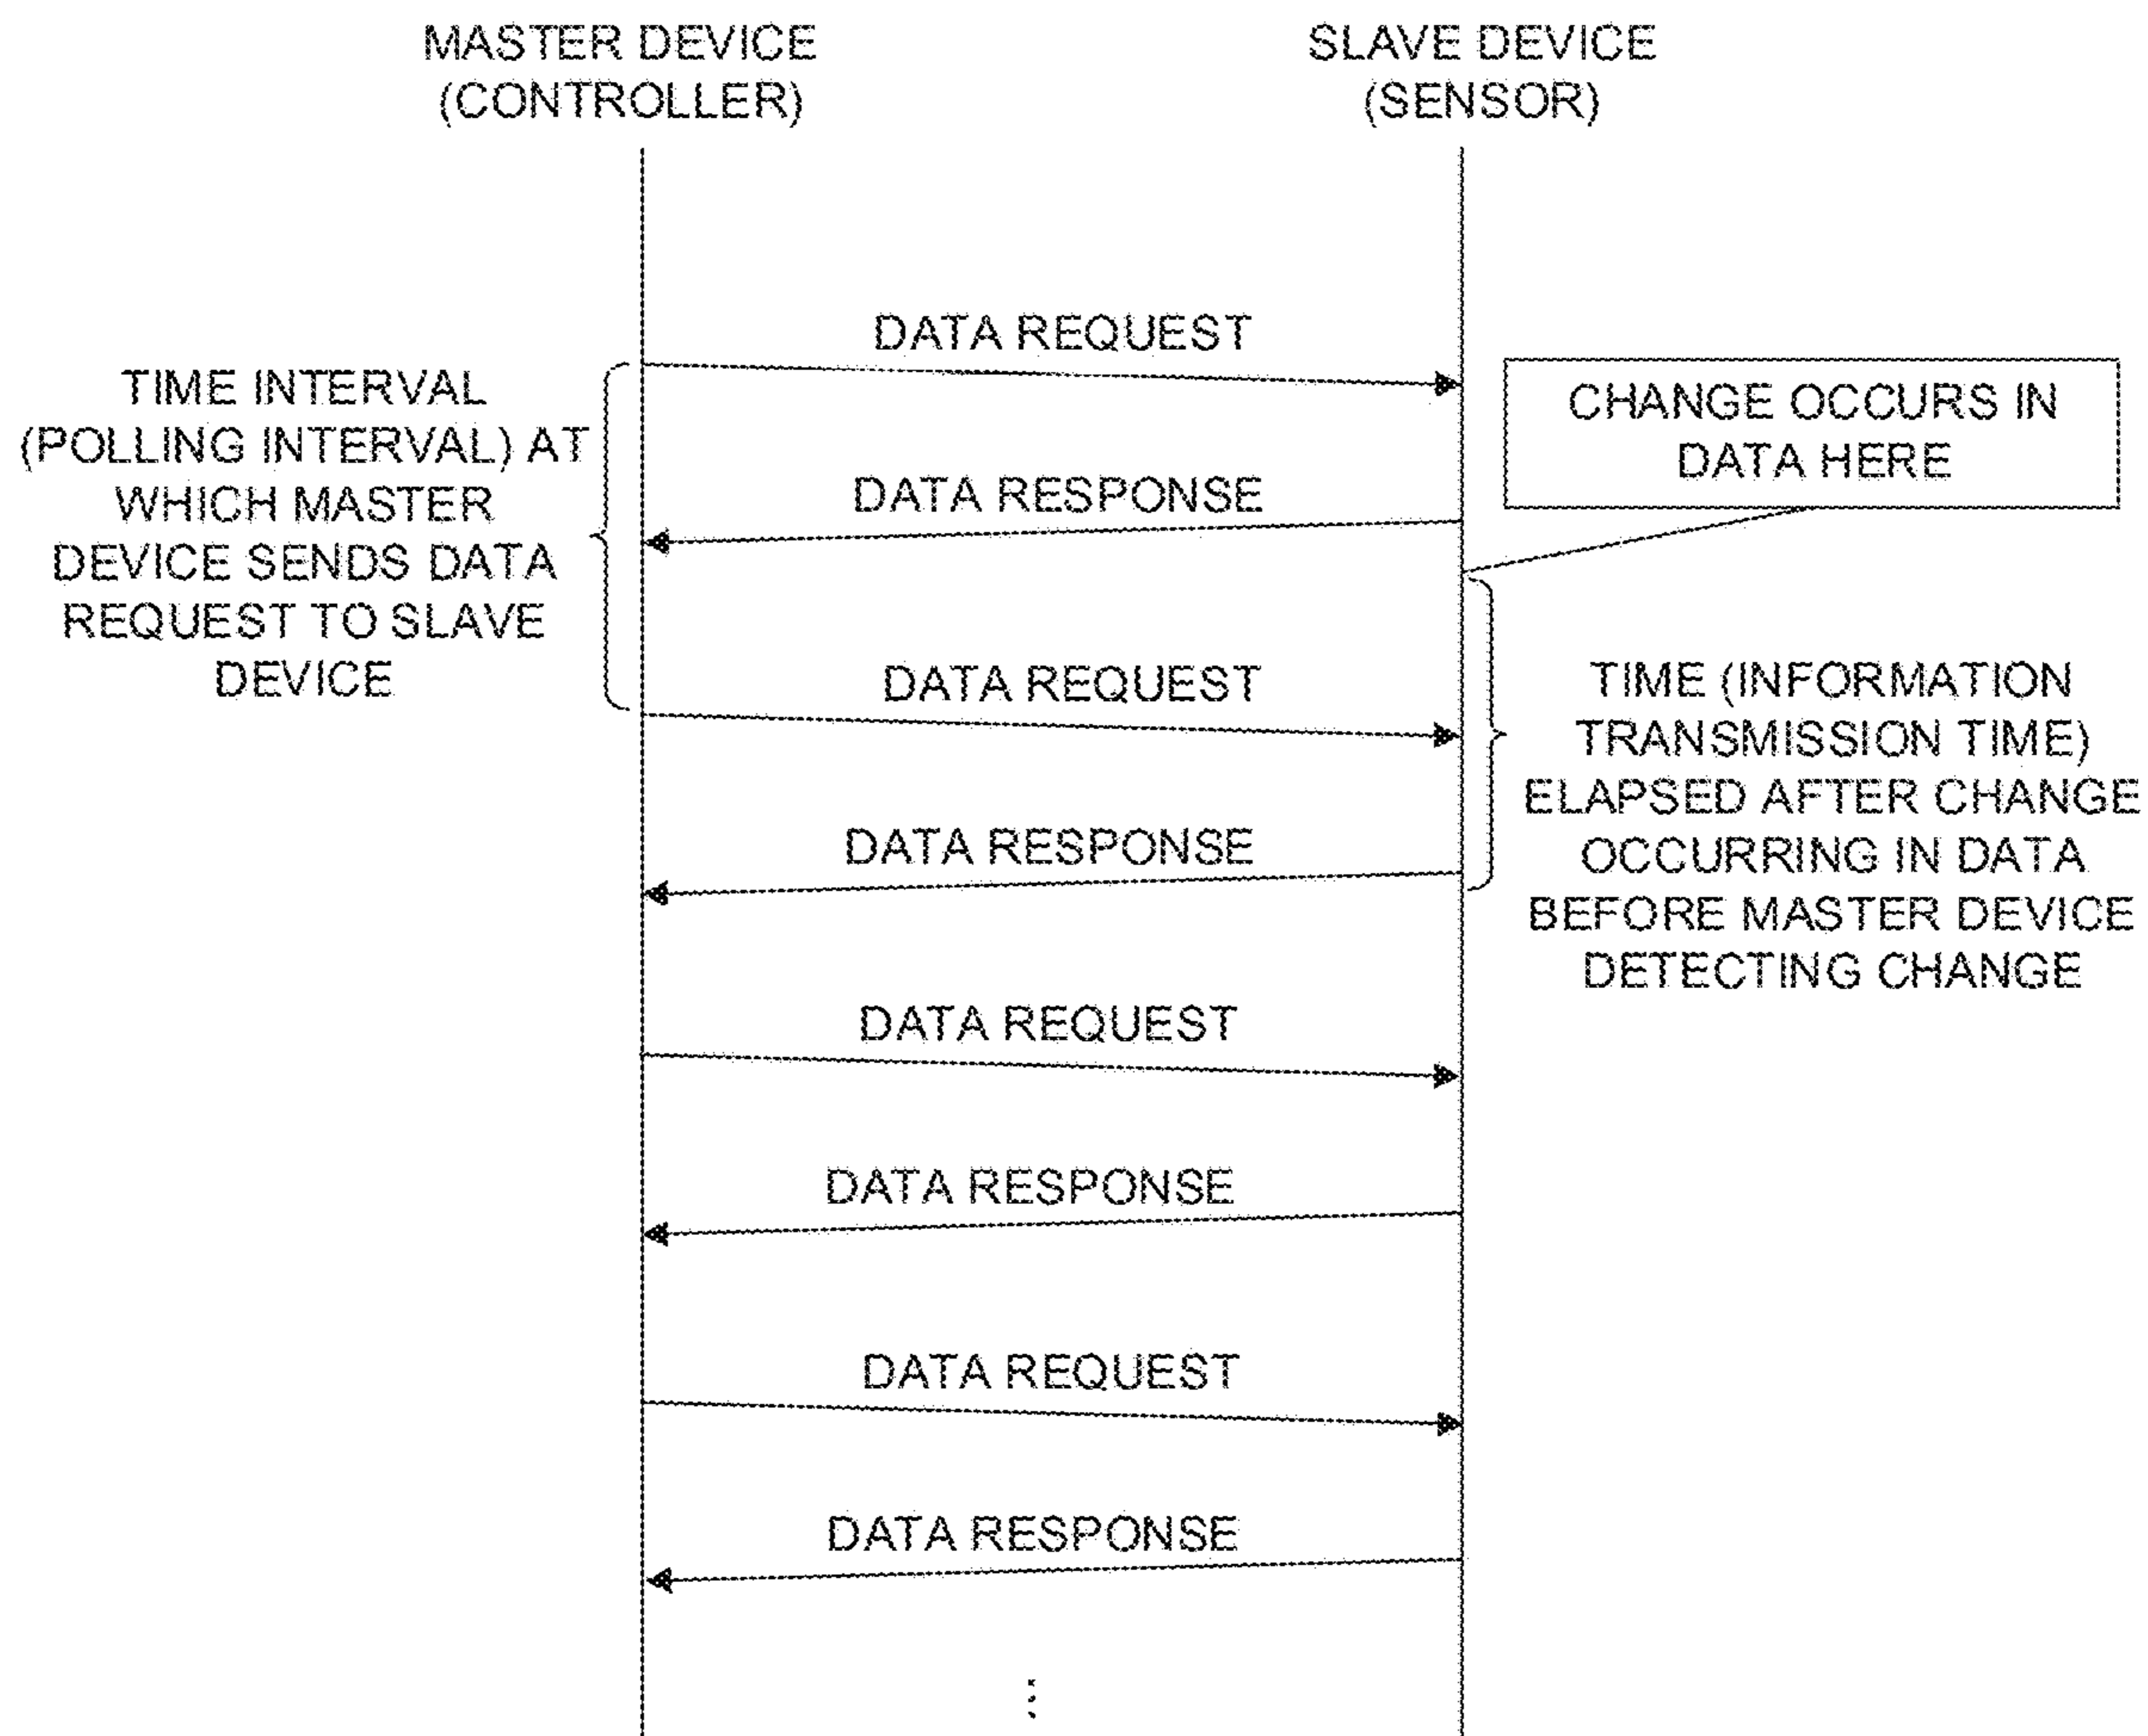 MASTER DEVICE
(CONTROLLER)
SLAVE DEVICE
(SENSOR)
DATA REQUEST
TIME INTERVAL
(POLLING INTERVAL) AT
WHICH MASTER
DEVICE SENDS DATA
REQUEST TO SLAVE
DEVICE
CHANGE OCCURS IN
DATA HERE
DATA RESPONSE
DATA REQUEST
TIME (INFORMATION
TRANSMISSION TIME)
ELAPSED AFTER CHANGE
OCCURRING IN DATA
BEFORE MASTER DEVICE
DETECTING CHANGE
DATA RESPONSE
DATA REQUEST
DATA RESPONSE
DATA REQUEST
DATA RESPONSE